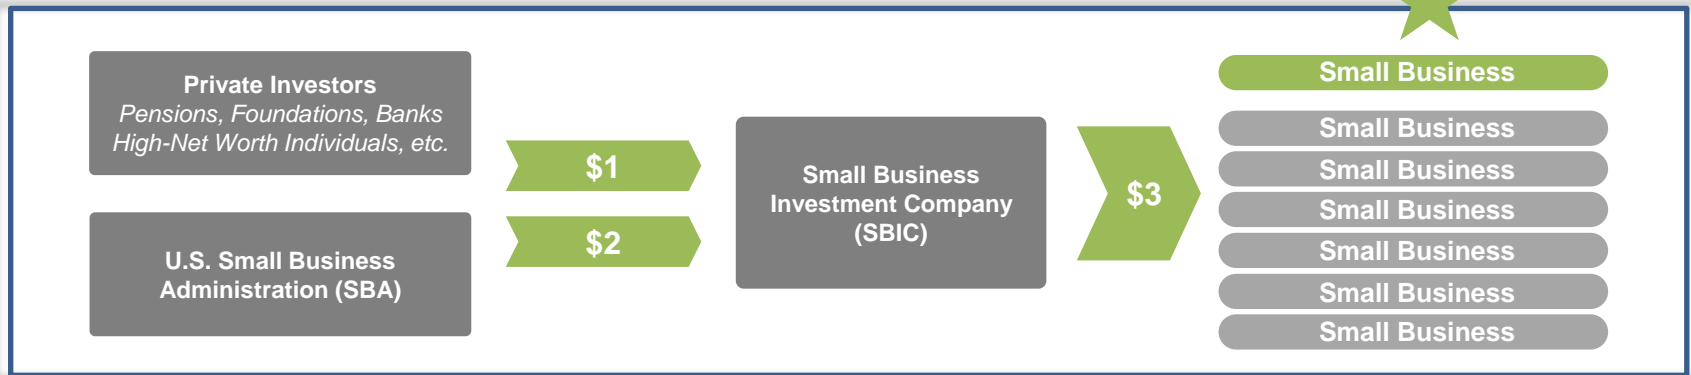 Private Investors
Pensions, Foundations, Banks
High-Net Worth Individuals, etc.
U.S. Small Business
Administration (SBA)
$1
$2
Small Business
Investment Company
(SBIC)
$3
Small Business
Small Business
Small Business
Small Business
Small Business
Small Business
Small Business